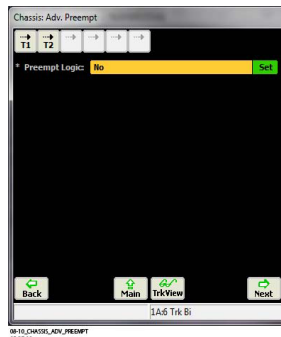 Chassis: Adv. Preempt
T1 T2
* Preempt Logic: No Set
Back Main TrkView Next
1A:6 Trk Bi
08-10_CHASSIS_ADV_PREEMPT